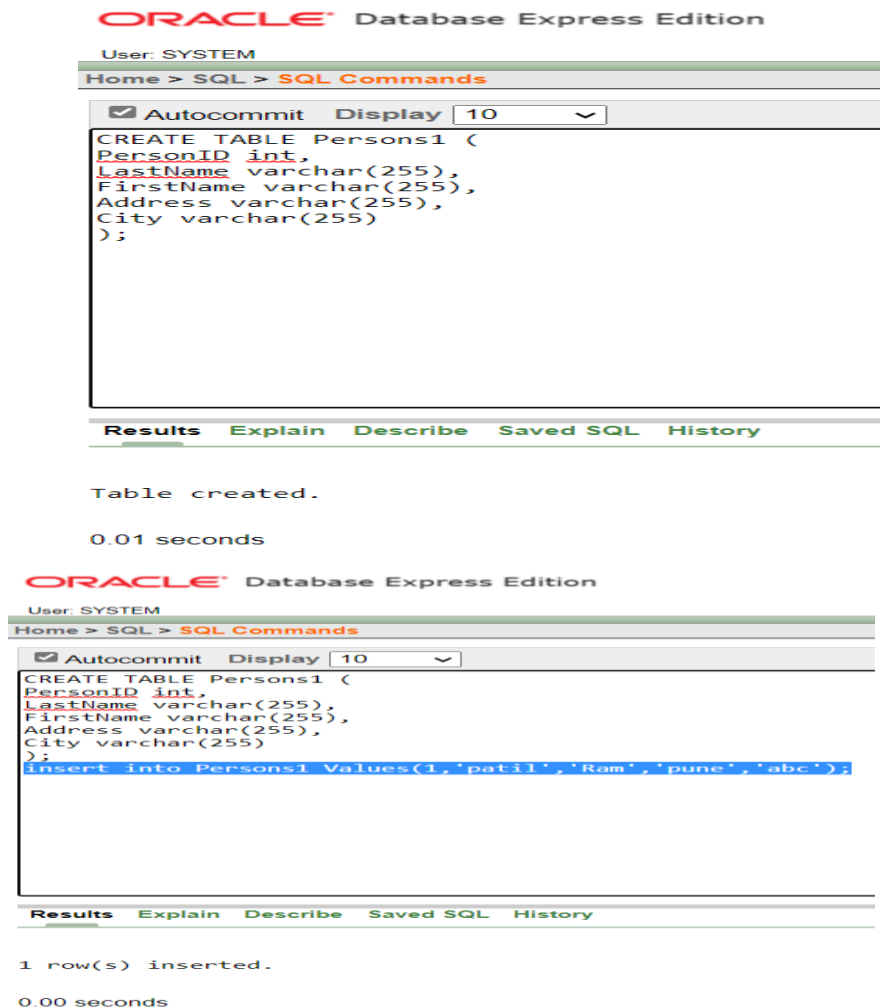 ORACLE Database Express Edition
User: SYSTEM
Home > SQL > SQL Commands
Autocommit Display 10
CREATE TABLE Persons1 (
PersonID int,
LastName varchar(255),
FirstName varchar(255),
Address varchar(255),
City varchar(255)
);
Results Explain Describe Saved SQL History
Table created.
0.01 seconds
ORACLE Database Express Edition
User: SYSTEM
Home > SQL > SQL Commands
Autocommit Display 10
CREATE TABLE Persons1 (
PersonID int,
LastName varchar(255),
FirstName varchar(255),
Address varchar(255),
City varchar(255)
);
insert into Persons1 Values(1,'patil','Ram','pune','abc');
Results Explain Describe Saved SQL History
1 row(s) inserted.
0.00 seconds